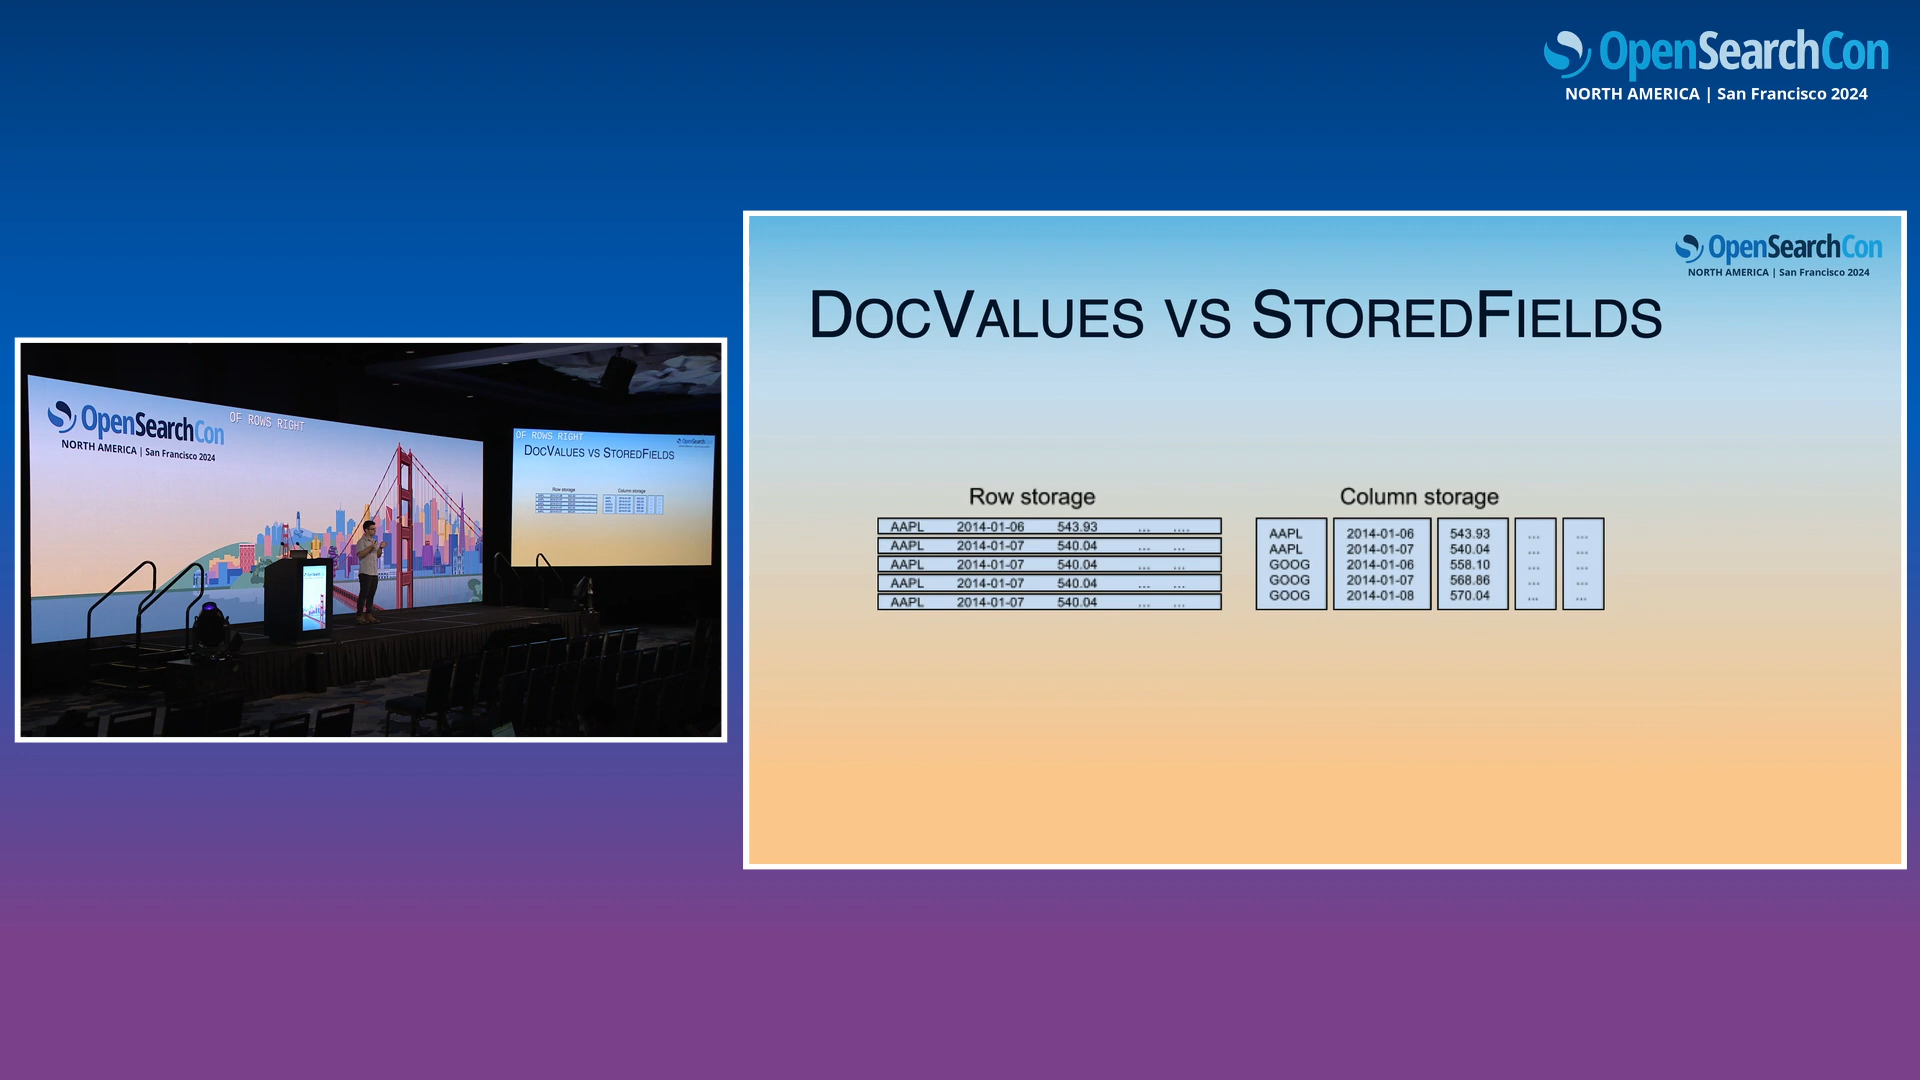 OpenSearchCon
NORTH AMERICA | San Francisco 2024
OpenSearchCon
NORTH AMERICA | San Francisco 2024
DOCVALUES VS STOREDFIELDS
Row storage
AAPL 2014-01-06 543.93 ... ....
AAPL 2014-01-07 540.04 ... ...
AAPL 2014-01-07 540.04 ... ...
AAPL 2014-01-07 540.04 ... ...
AAPL 2014-01-07 540.04 ... ...
Column storage
AAPL 2014-01-06 543.93 ... ...
AAPL 2014-01-07 540.04 ... ...
GOOG 2014-01-06 558.10 ... ...
GOOG 2014-01-07 568.86 ... ...
GOOG 2014-01-08 570.04 ... ...
OpenSearchCon
NORTH AMERICA | San Francisco 2024
OF ROWS RIGHT
OF ROWS RIGHT
DOCVALUES VS STOREDFIELDS
Row storage
Column storage